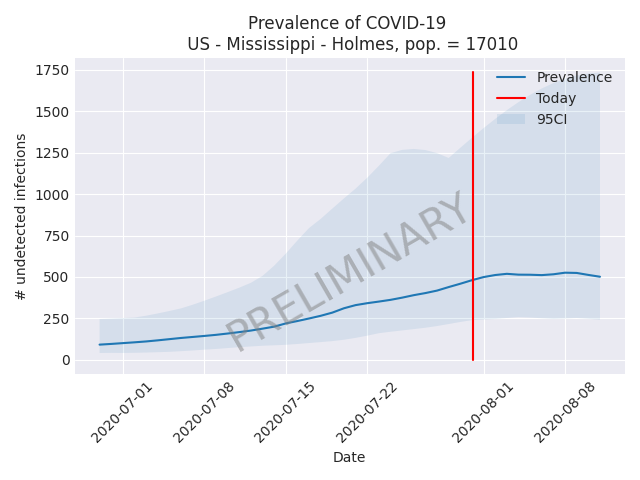 Prevalence of COVID-19
US - Mississippi - Holmes, pop. = 17010
1750
1500
1250
1000
750
500
250
0
# undetected infections
Prevalence
Today
95CI
PRELIMINARY
2020-07-01
2020-07-08
2020-07-15
2020-07-22
2020-08-01
2020-08-08
Date